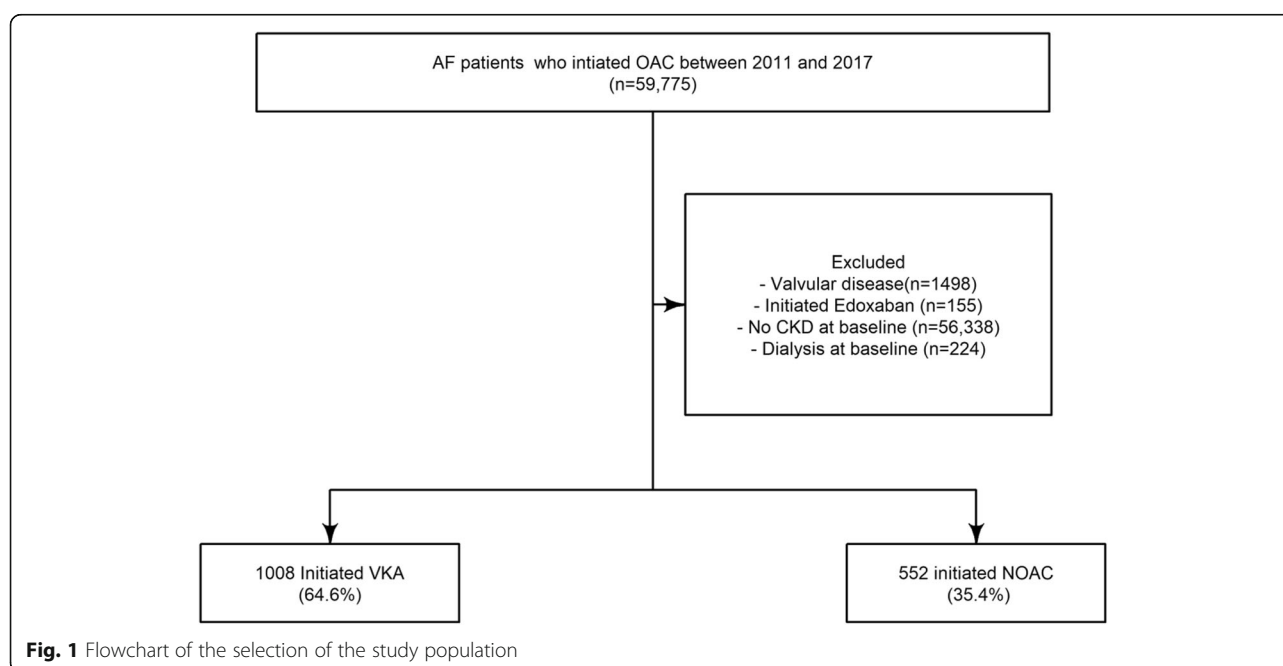 AF patients who intiated OAC between 2011 and 2017
(n=59,775)
Excluded
- Valvular disease(n=1498)
- Initiated Edoxaban (n=155)
- No CKD at baseline (n=56,338)
- Dialysis at baseline (n=224)
1008 Initiated VKA
(64.6%)
552 initiated NOAC
(35.4%)
Fig. 1 Flowchart of the selection of the study population